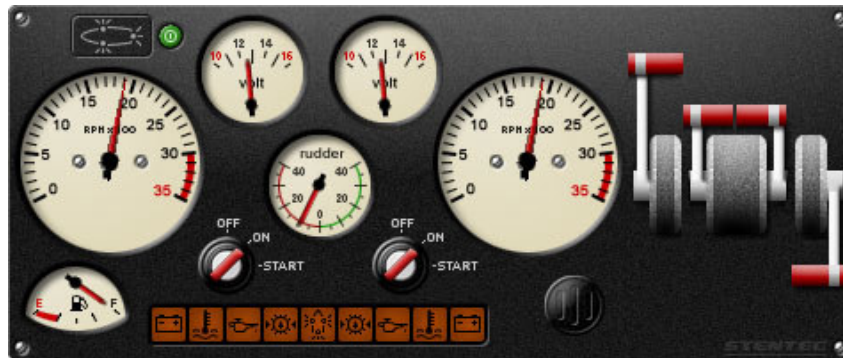 12 14
10 16
volt
12 14
10 16
volt
0 5 10 15 20 25 30 35
RPM x100
rudder
40 20 0 20 40
0 5 10 15 20 25 30 35
RPM x100
OFF
ON
-START
OFF
ON
-START
E F
STENTEC